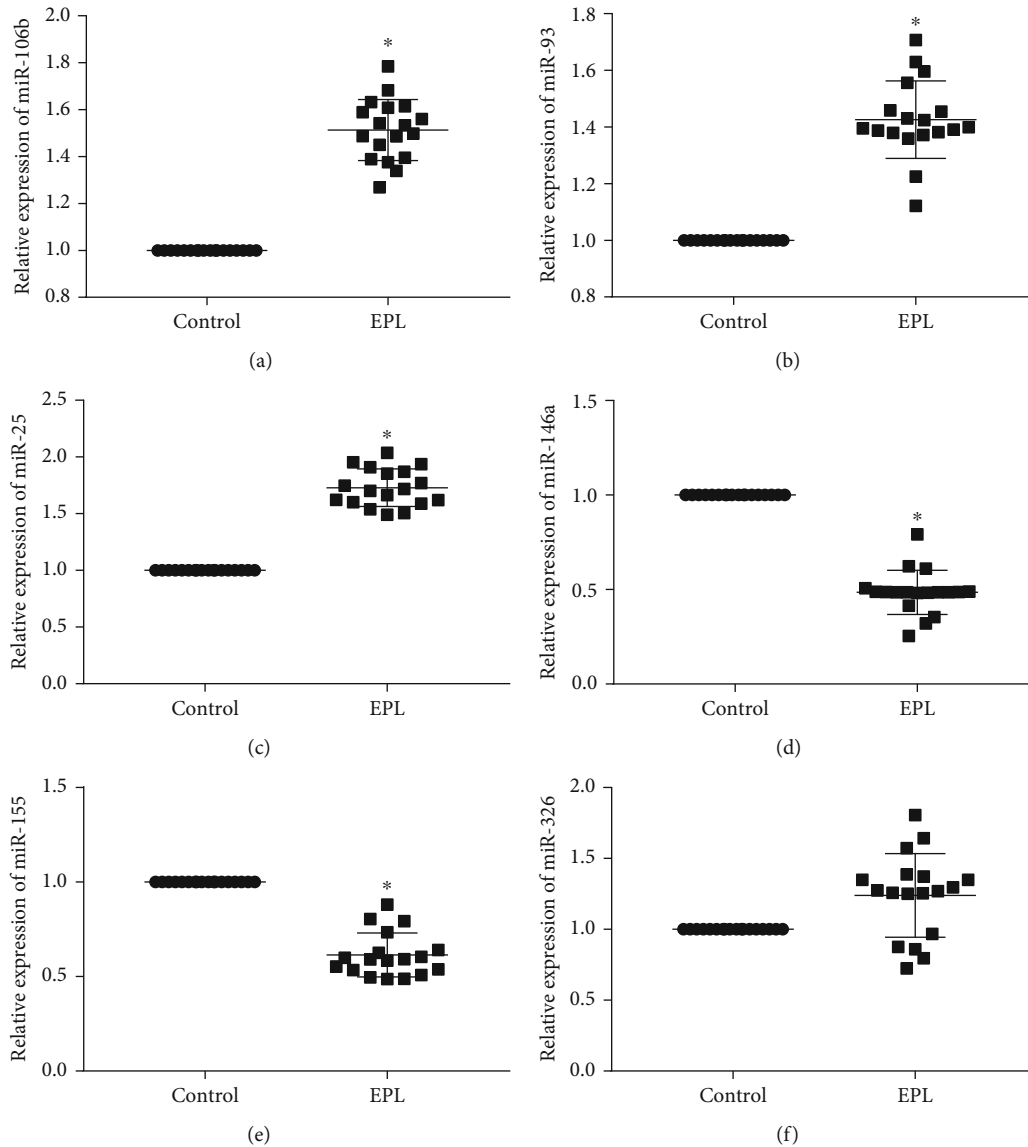 Relative expression of miR-106b
2.0
1.8
1.6
1.4
1.2
1.0
0.8
*
Control
EPL
(a)
Relative expression of miR-93
1.8
1.6
1.4
1.2
1.0
0.8
*
Control
EPL
(b)
Relative expression of miR-25
2.5
2.0
1.5
1.0
0.5
0.0
*
Control
EPL
(c)
Relative expression of miR-146a
1.5
1.0
0.5
0.0
*
Control
EPL
(d)
Relative expression of miR-155
1.5
1.0
0.5
0.0
*
Control
EPL
(e)
Relative expression of miR-326
2.0
1.5
1.0
0.5
0.0
Control
EPL
(f)